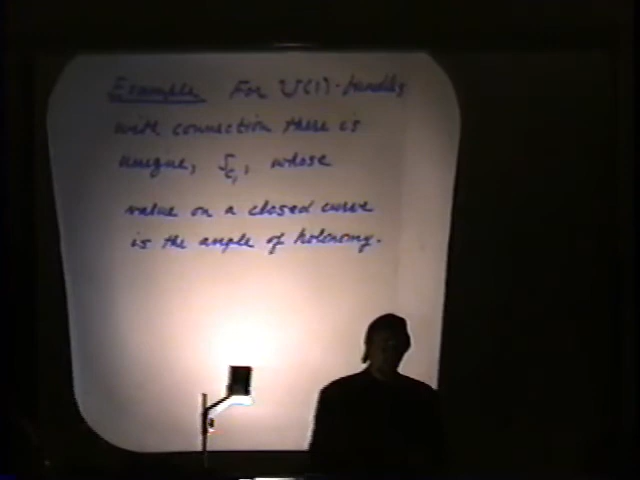 Example For U(1)-bundles
with connection there is
unique, ∫c₁, whose
value on a closed curve
is the angle of holonomy.